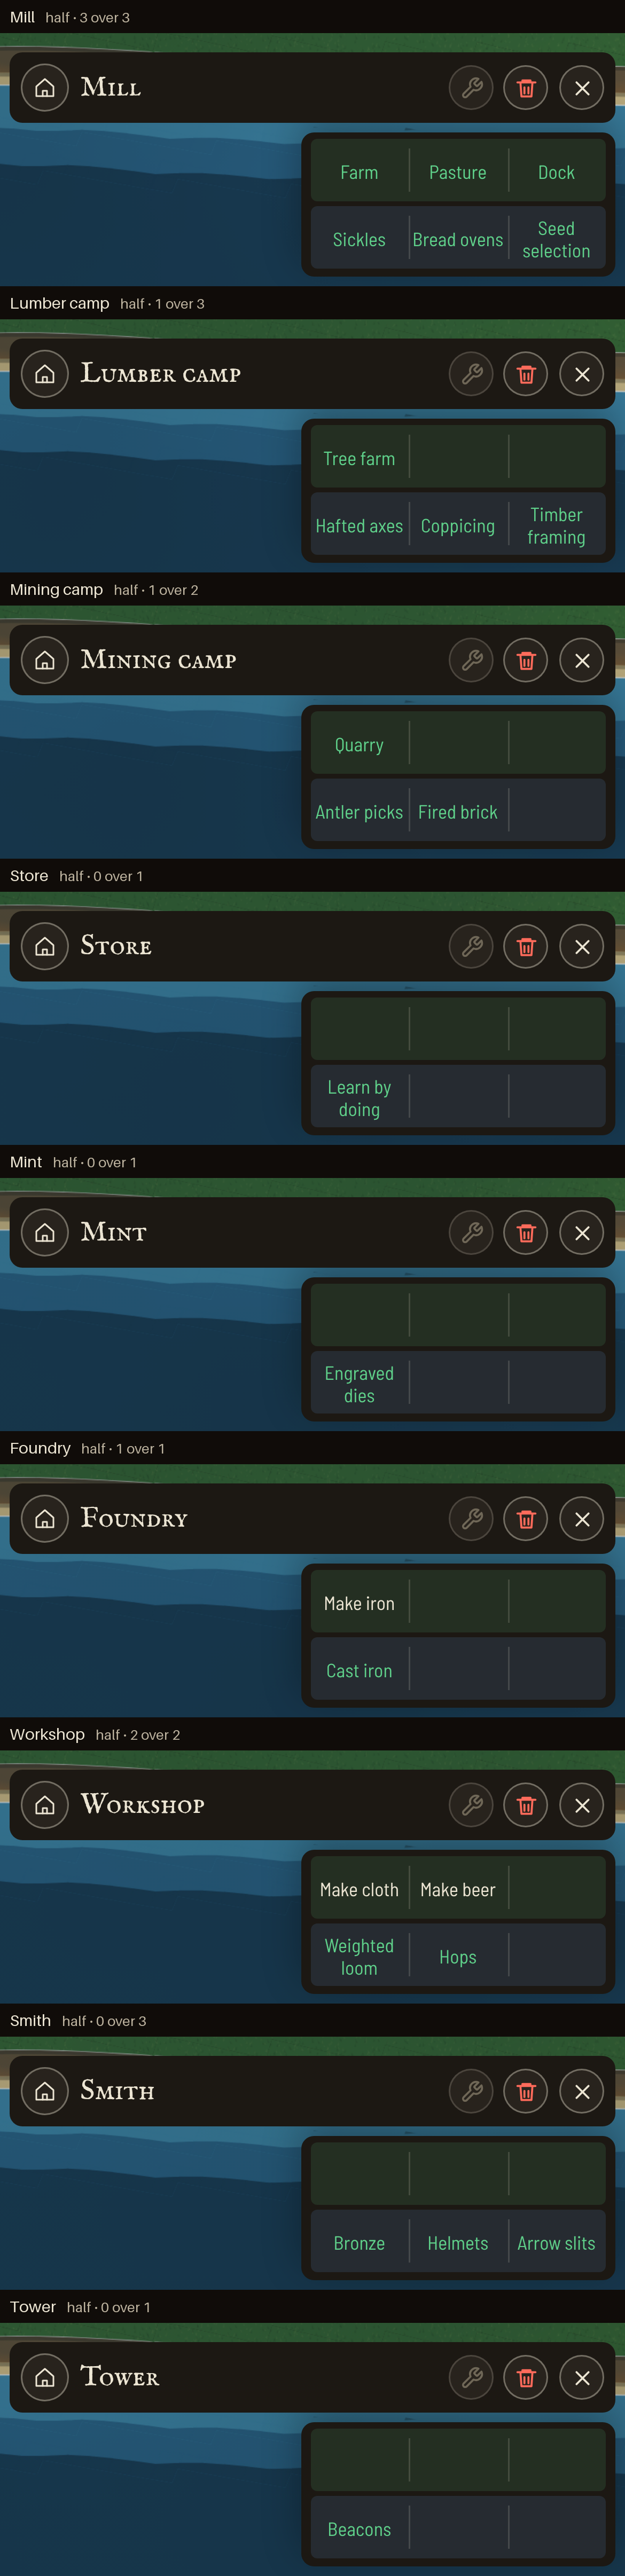 Mill half · 3 over 3
Mill
Farm Pasture Dock
Sickles Bread ovens Seed selection
Lumber camp half · 1 over 3
Lumber camp
Tree farm
Hafted axes Coppicing Timber framing
Mining camp half · 1 over 2
Mining camp
Quarry
Antler picks Fired brick
Store half · 0 over 1
Store
Learn by doing
Mint half · 0 over 1
Mint
Engraved dies
Foundry half · 1 over 1
Foundry
Make iron
Cast iron
Workshop half · 2 over 2
Workshop
Make cloth Make beer
Weighted loom Hops
Smith half · 0 over 3
Smith
Bronze Helmets Arrow slits
Tower half · 0 over 1
Tower
Beacons